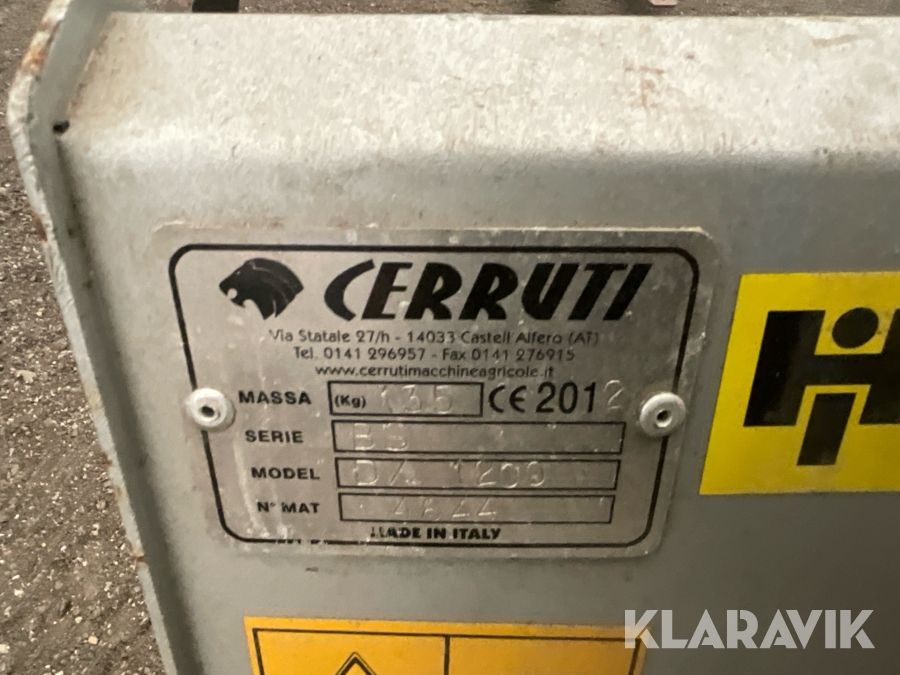 CERRUTI
Via Statale 27/h - 14033 Castell'Alfero (AT)
Tel. 0141 296957 - Fax 0141 276915
www.cerrutimacchineagricole.it
MASSA (Kg) 135 CE 2012
SERIE
MODEL 1200
N° MAT
MADE IN ITALY
KLARAVIK